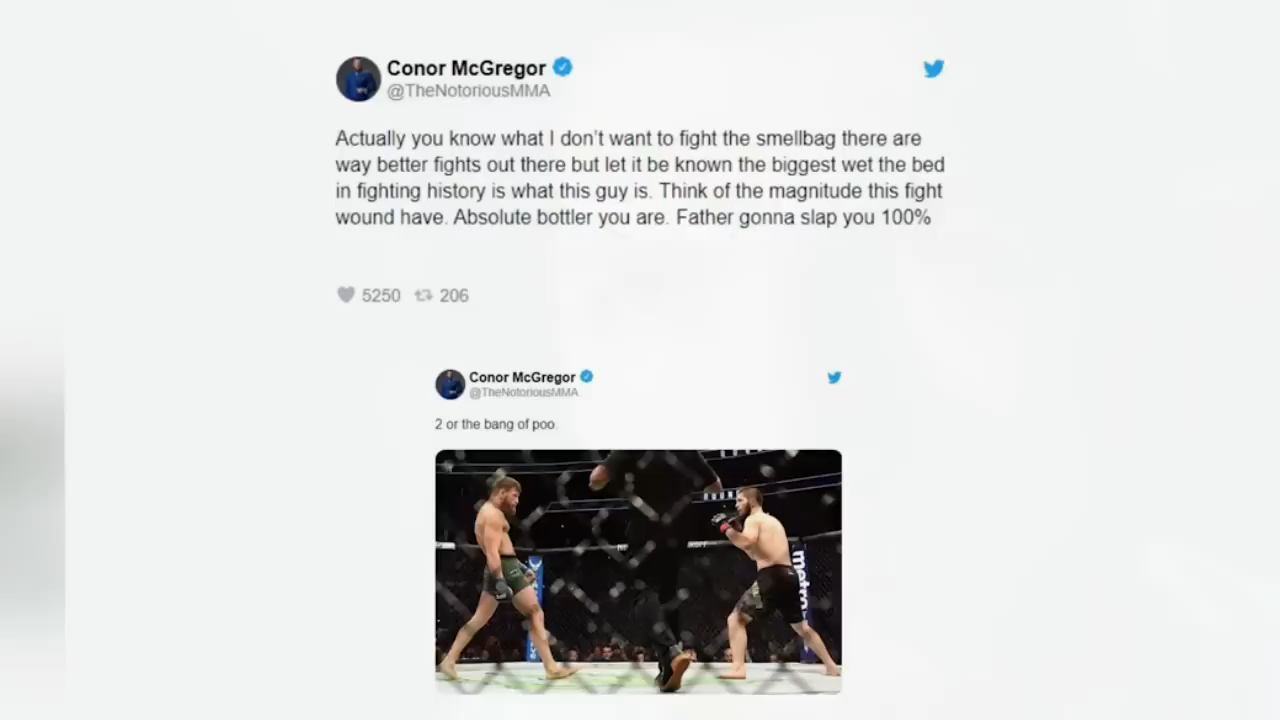 Conor McGregor
@TheNotoriousMMA
Actually you know what I don't want to fight the smellbag there are
way better fights out there but let it be known the biggest wet the bed
in fighting history is what this guy is. Think of the magnitude this fight
wound have. Absolute bottler you are. Father gonna slap you 100%
5250 206
Conor McGregor
@TheNotoriousMMA
2 or the bang of poo.
metro